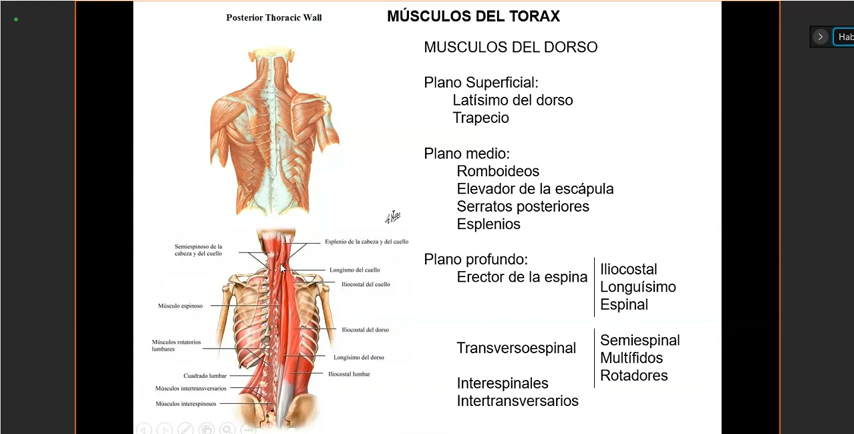 Posterior Thoracic Wall
MÚSCULOS DEL TORAX
Hab
MUSCULOS DEL DORSO
Plano Superficial:
Latísimo del dorso
Trapecio
Plano medio:
Romboideos
Elevador de la escápula
Serratos posteriores
Esplenios
Plano profundo:
Erector de la espina
Iliocostal
Longuísimo
Espinal
Transversoespinal
Semiespinal
Multífidos
Rotadores
Interespinales
Intertransversarios
Semiespinoso de la
cabeza y del cuello
Esplenio de la cabeza y del cuello
Longísmo del cuello
Iliocostal del cuello
Músculo espinoso
Iliocostal del dorso
Músculos rotatorios
lumbares
Longísimo del dorso
Cuadrado lumbar
Iliocostal lumbar
Músculos intertransversarios
Músculos interespinosos